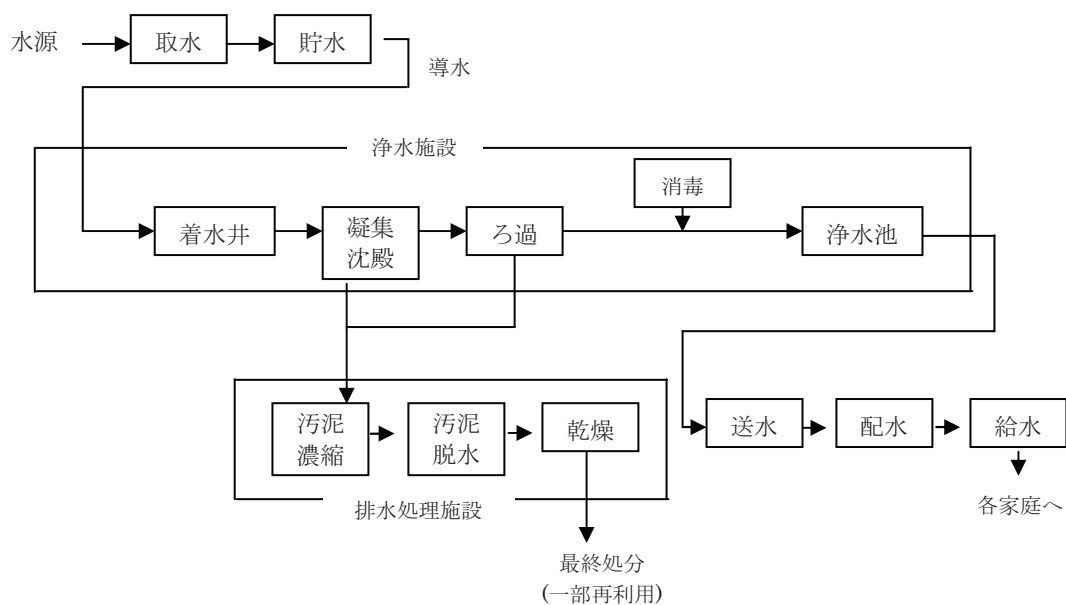 水源
取水
貯水
導水
浄水施設
消毒
着水井
凝集
沈殿
ろ過
浄水池
汚泥
濃縮
汚泥
脱水
乾燥
排水処理施設
送水
配水
給水
各家庭へ
最終処分
(一部再利用)